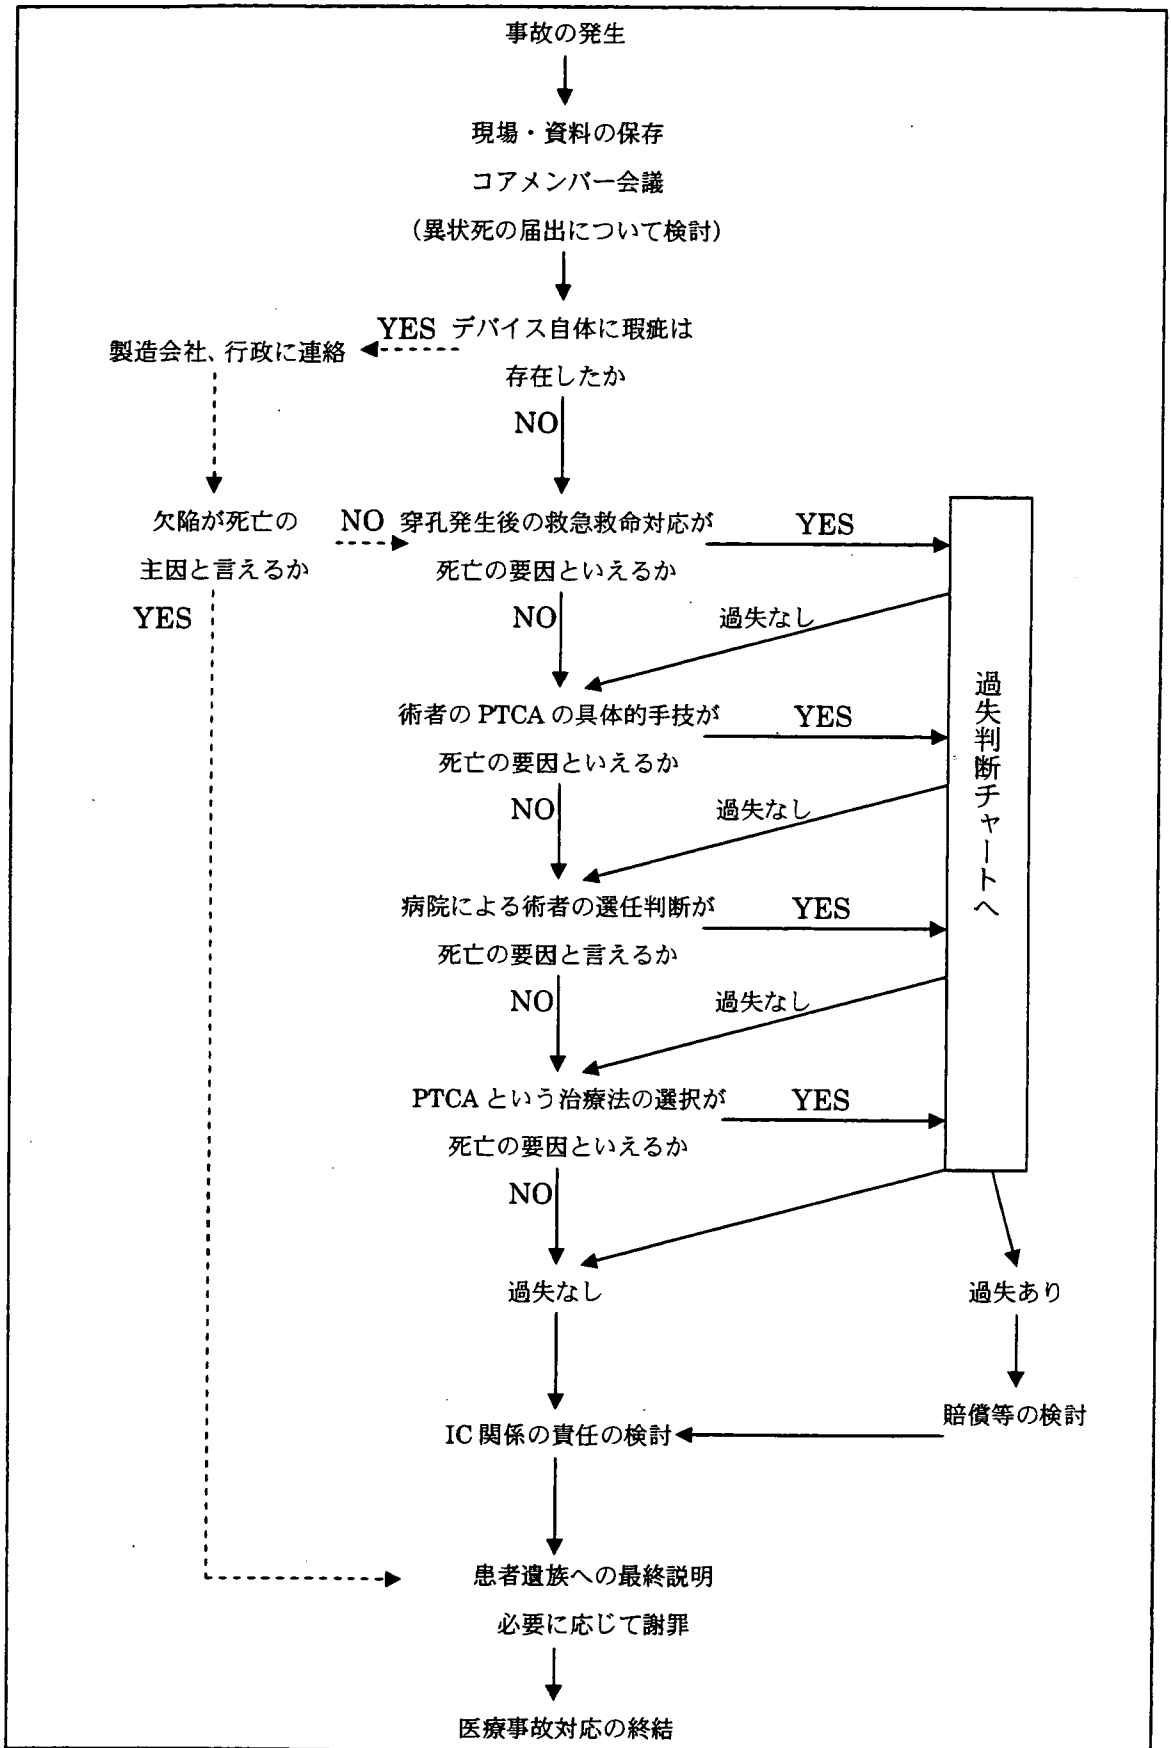 事故の発生
現場・資料の保存
コアメンバー会議
(異状死の届出について検討)
YES デバイス自体に瑕疵は
製造会社、行政に連絡
存在したか
NO
欠陥が死亡の
NO 穿孔発生後の救急救命対応が
YES
主因と言えるか
死亡の要因といえるか
YES
NO
過失なし
過失判断チャートへ
術者の PTCA の具体的手技が
YES
死亡の要因といえるか
NO
過失なし
病院による術者の選任判断が
YES
死亡の要因と言えるか
NO
過失なし
PTCA という治療法の選択が
YES
死亡の要因といえるか
NO
過失なし
過失あり
賠償等の検討
IC 関係の責任の検討
患者遺族への最終説明
必要に応じて謝罪
医療事故対応の終結